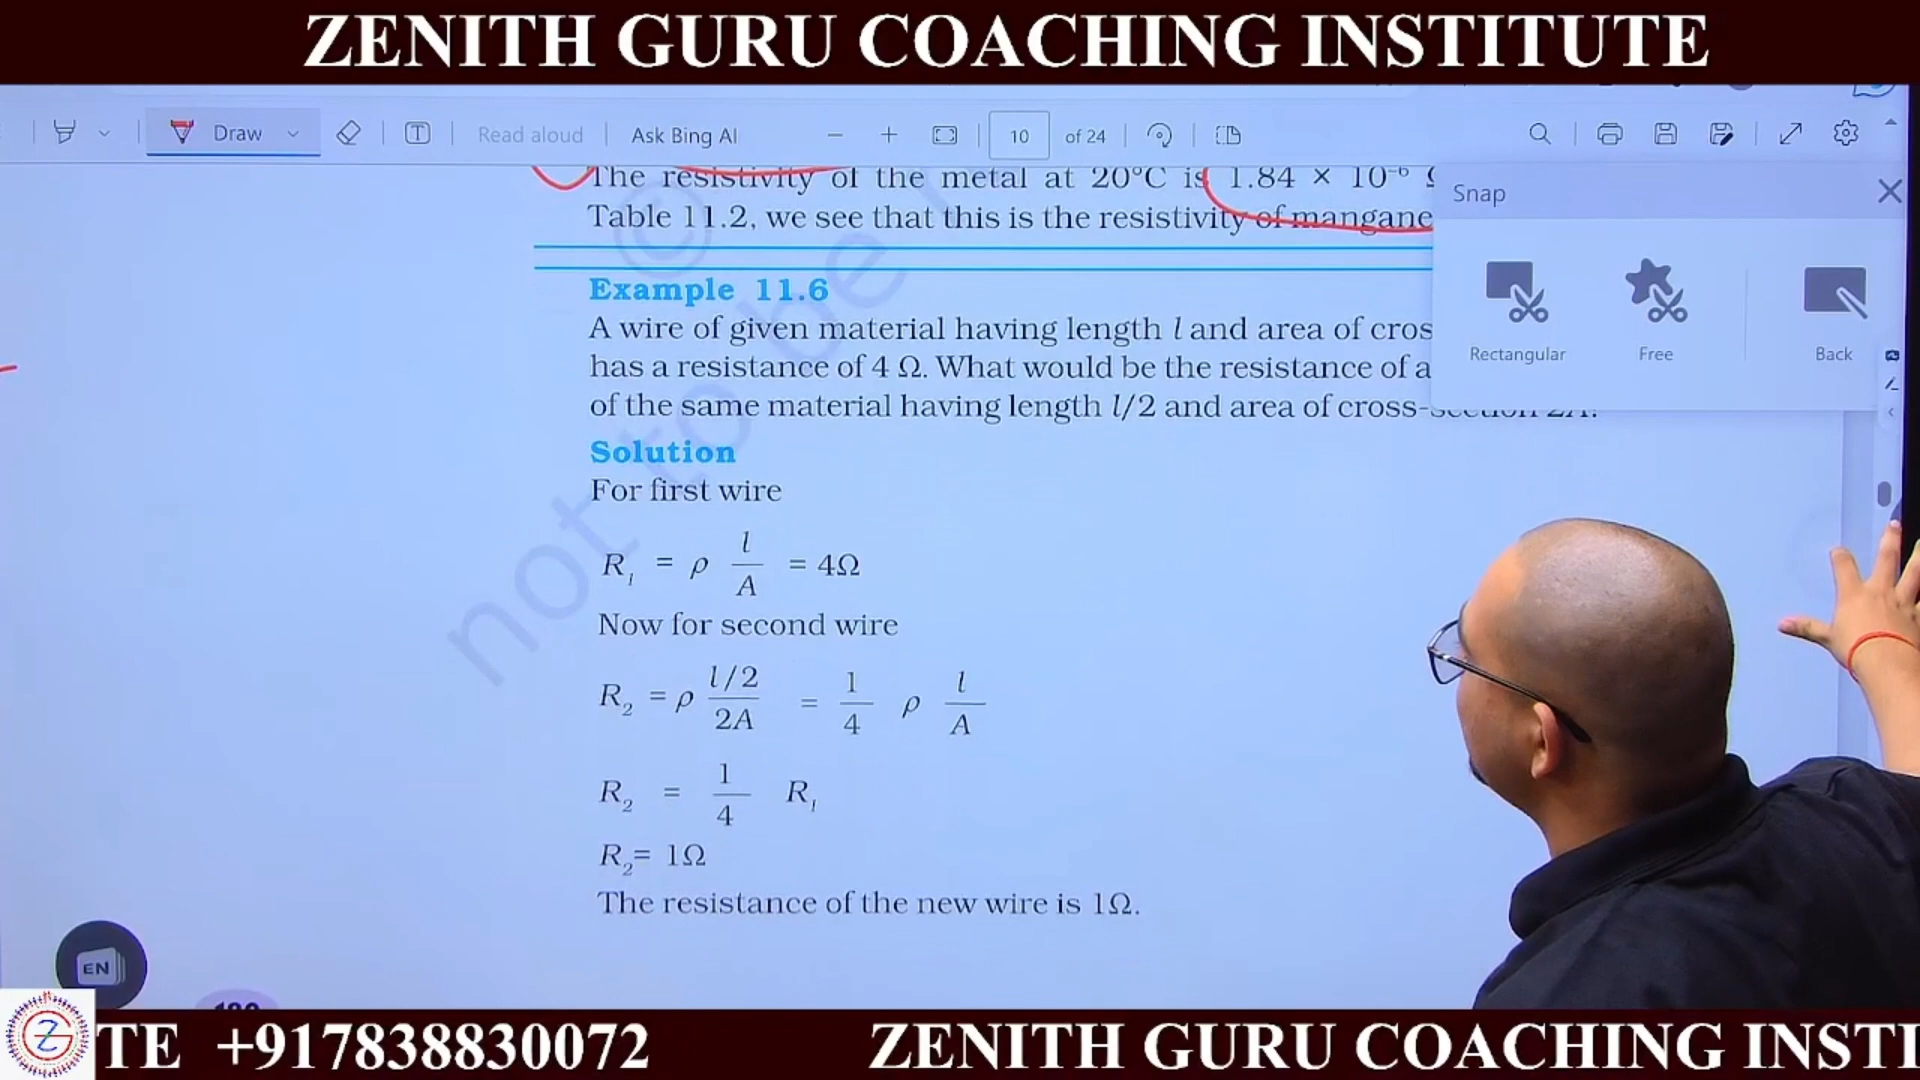 ZENITH GURU COACHING INSTITUTE
Draw
Read aloud
Ask Bing AI
10 of 24
The resistivity of the metal at 20°C is 1.84 × 10⁻⁶
Table 11.2, we see that this is the resistivity of mangane
Snap
Rectangular
Free
Back
Example 11.6
A wire of given material having length l and area of cros
has a resistance of 4 Ω. What would be the resistance of a
of the same material having length l/2 and area of cross-section 2A?
Solution
For first wire
R₁ = ρ l/A = 4Ω
Now for second wire
R₂ = ρ (l/2)/(2A) = 1/4 ρ l/A
R₂ = 1/4 R₁
R₂= 1Ω
The resistance of the new wire is 1Ω.
© not to be
EN
TE +917838830072 ZENITH GURU COACHING INSTI